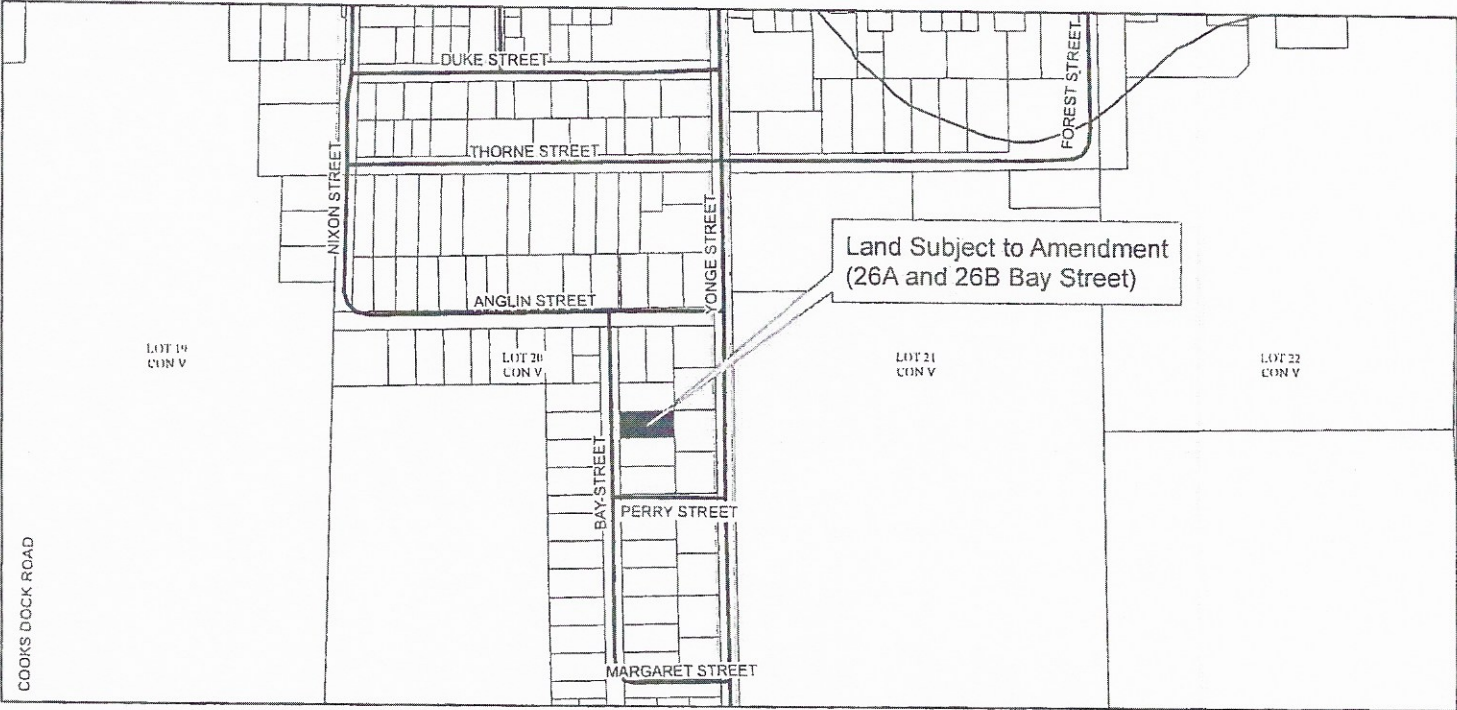 DUKE STREET
FOREST STREET
THORNE STREET
NIXON STREET
YONGE STREET
Land Subject to Amendment
(26A and 26B Bay Street)
ANGLIN STREET
LOT 19
CON V
LOT 20
CON V
LOT 21
CON V
LOT 22
CON V
BAY STREET
PERRY STREET
COOKS DOCK ROAD
MARGARET STREET